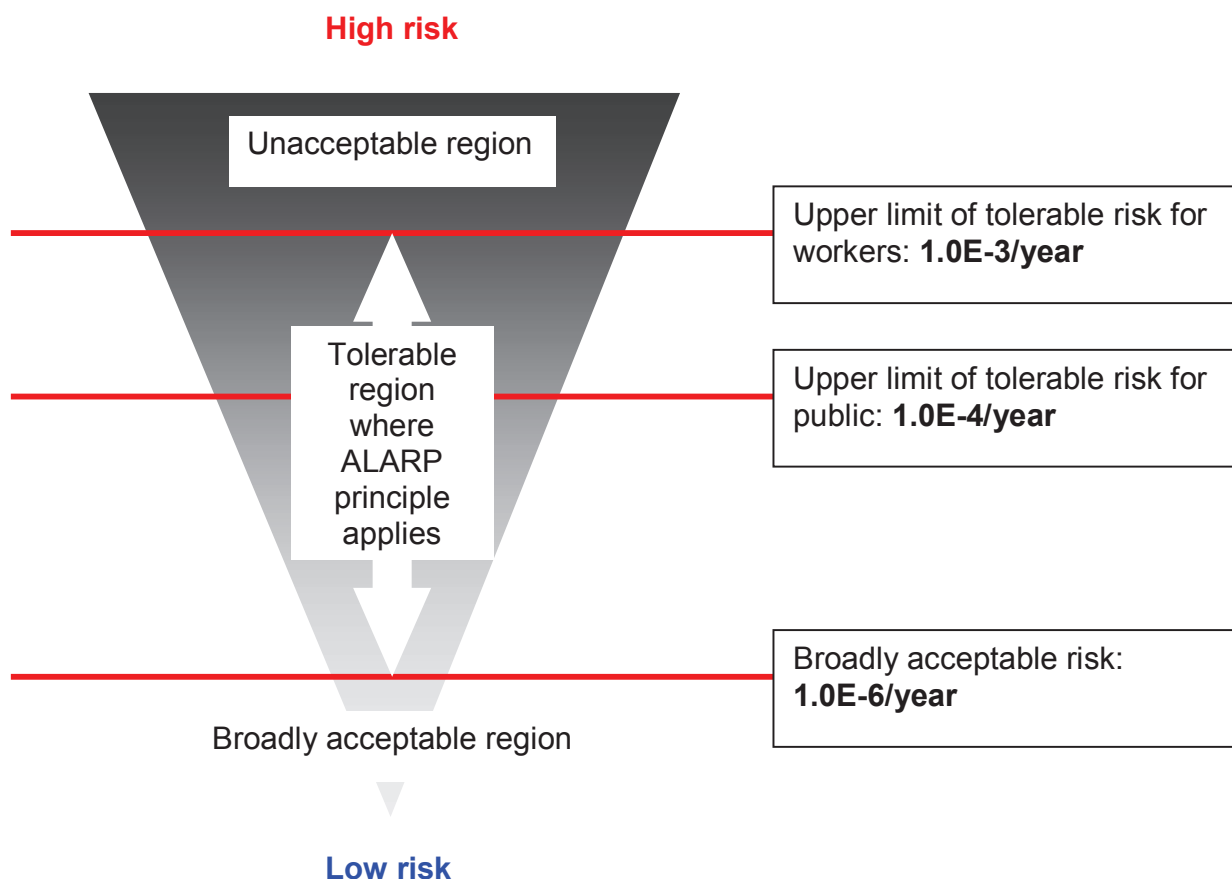 High risk
Unacceptable region
Upper limit of tolerable risk for
workers: 1.0E-3/year
Tolerable
region
where
ALARP
principle
applies
Upper limit of tolerable risk for
public: 1.0E-4/year
Broadly acceptable risk:
1.0E-6/year
Broadly acceptable region
Low risk